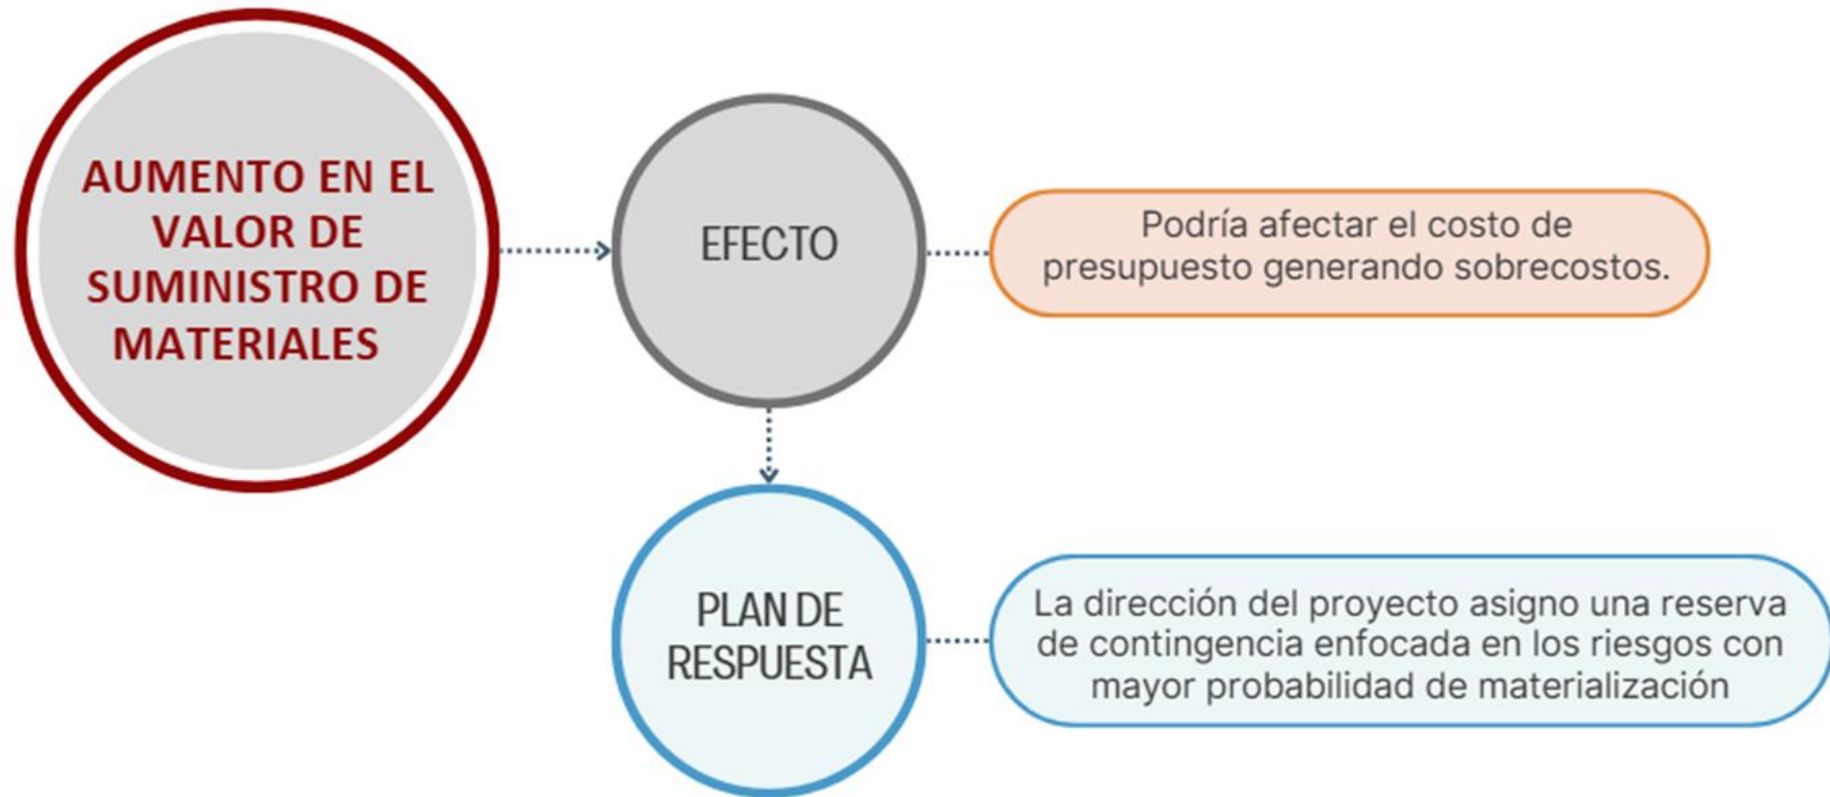 AUMENTO EN EL
VALOR DE
SUMINISTRO DE
MATERIALES
EFECTO
Podría afectar el costo de
presupuesto generando sobrecostos.
PLAN DE
RESPUESTA
La dirección del proyecto asigno una reserva
de contingencia enfocada en los riesgos con
mayor probabilidad de materialización